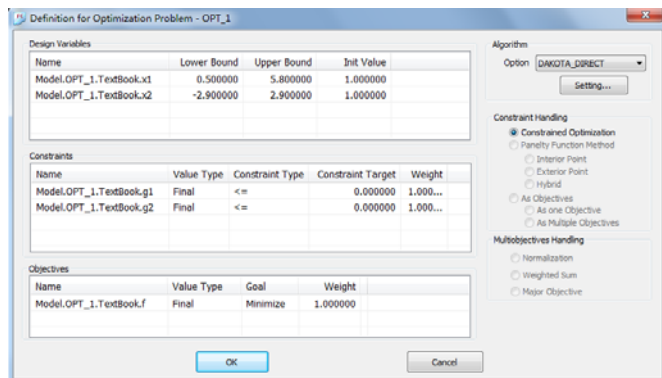 Definition for Optimization Problem - OPT_1
Design Variables
Name Lower Bound Upper Bound Init Value
Model.OPT_1.TextBook.x1 0.500000 5.800000 1.000000
Model.OPT_1.TextBook.x2 -2.900000 2.900000 1.000000
Constraints
Name Value Type Constraint Type Constraint Target Weight
Model.OPT_1.TextBook.g1 Final <= 0.000000 1.000...
Model.OPT_1.TextBook.g2 Final <= 0.000000 1.000...
Objectives
Name Value Type Goal Weight
Model.OPT_1.TextBook.f Final Minimize 1.000000
Algorithm
Option DAKOTA_DIRECT
Setting...
Constraint Handling
Constrained Optimization
Panelty Function Method
Interior Point
Exterior Point
Hybrid
As Objectives
As one Objective
As Multiple Objectives
Multiobjectives Handling
Normalization
Weighted Sum
Major Objective
OK Cancel